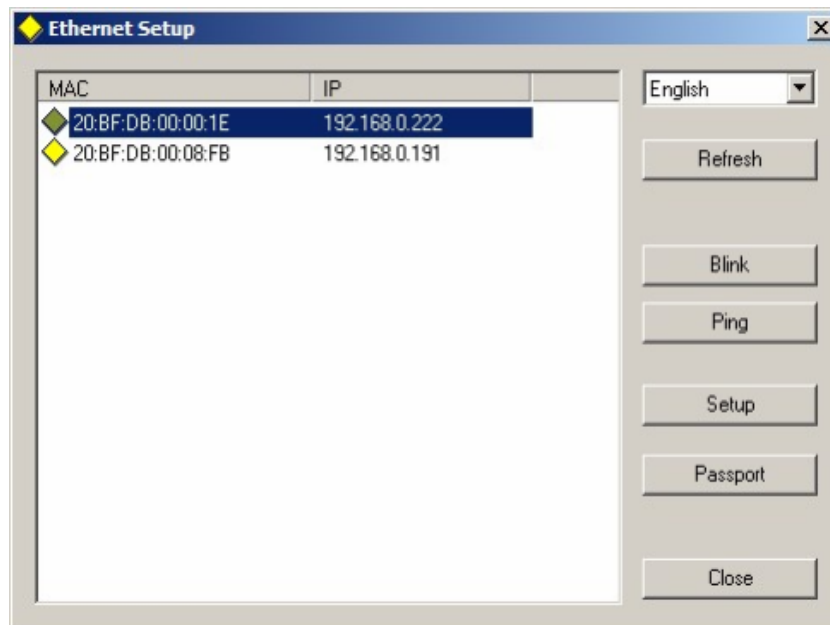 Ethernet Setup
MAC IP
20:BF:DB:00:00:1E 192.168.0.222
20:BF:DB:00:08:FB 192.168.0.191
English
Refresh
Blink
Ping
Setup
Passport
Close